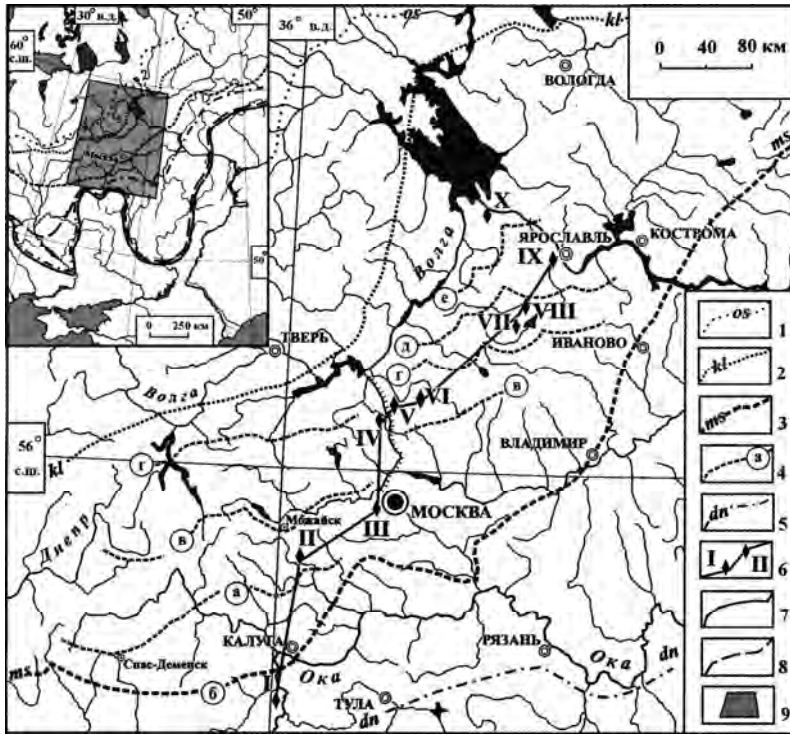 30° в.д.
50°
60°
с.ш.
Москва
50°
0 250 км
36° в.д.
os
kl
0 40 80 км
ВОЛОГДА
ms
X
Волга
ЯРОСЛАВЛЬ
КОСТРОМА
IX
е
VII
VIII
ТВЕРЬ
д
ИВАНОВО
г
Волга
VI
в
V
IV
56°
с.ш.
kl
г
ВЛАДИМИР
МОСКВА
Днепр
в
Можайск
III
II
а
КАЛУГА
РЯЗАНЬ
Спас-Деменск
Ока
Ока
dn
ms
б
I
ТУЛА
dn
os 1
kl 2
ms 3
а 4
dn 5
I II 6
7
8
9